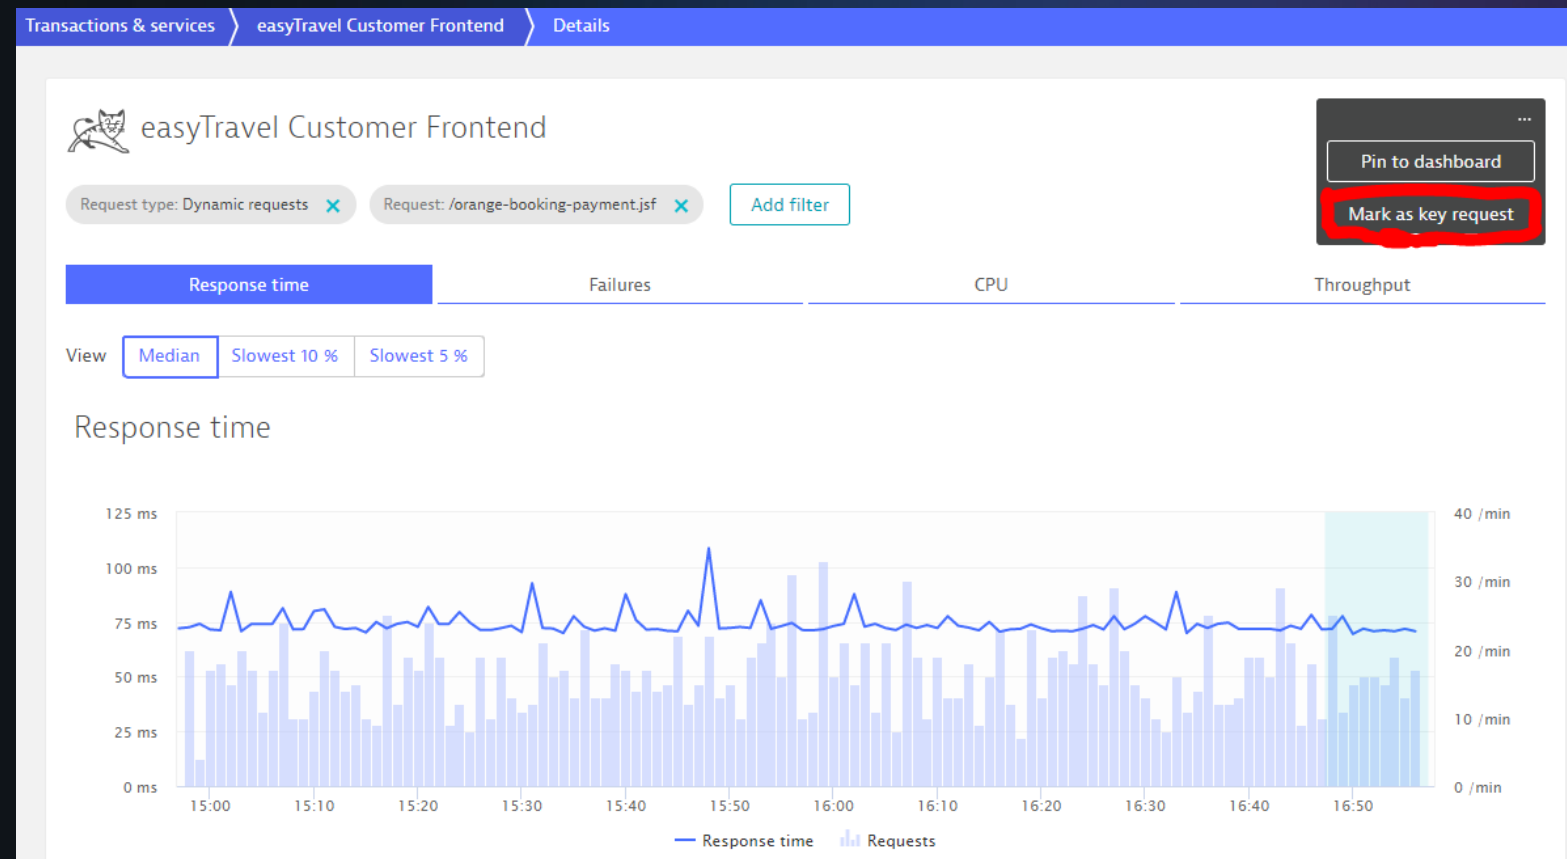 Transactions & services easyTravel Customer Frontend Details
easyTravel Customer Frontend
...
Pin to dashboard
Mark as key request
Request type: Dynamic requests Request: /orange-booking-payment.jsf Add filter
Response time Failures CPU Throughput
View Median Slowest 10 % Slowest 5 %
Response time
125 ms 40 /min
100 ms 30 /min
75 ms 20 /min
50 ms 10 /min
25 ms 0 /min
0 ms
15:00 15:10 15:20 15:30 15:40 15:50 16:00 16:10 16:20 16:30 16:40 16:50
Response time Requests